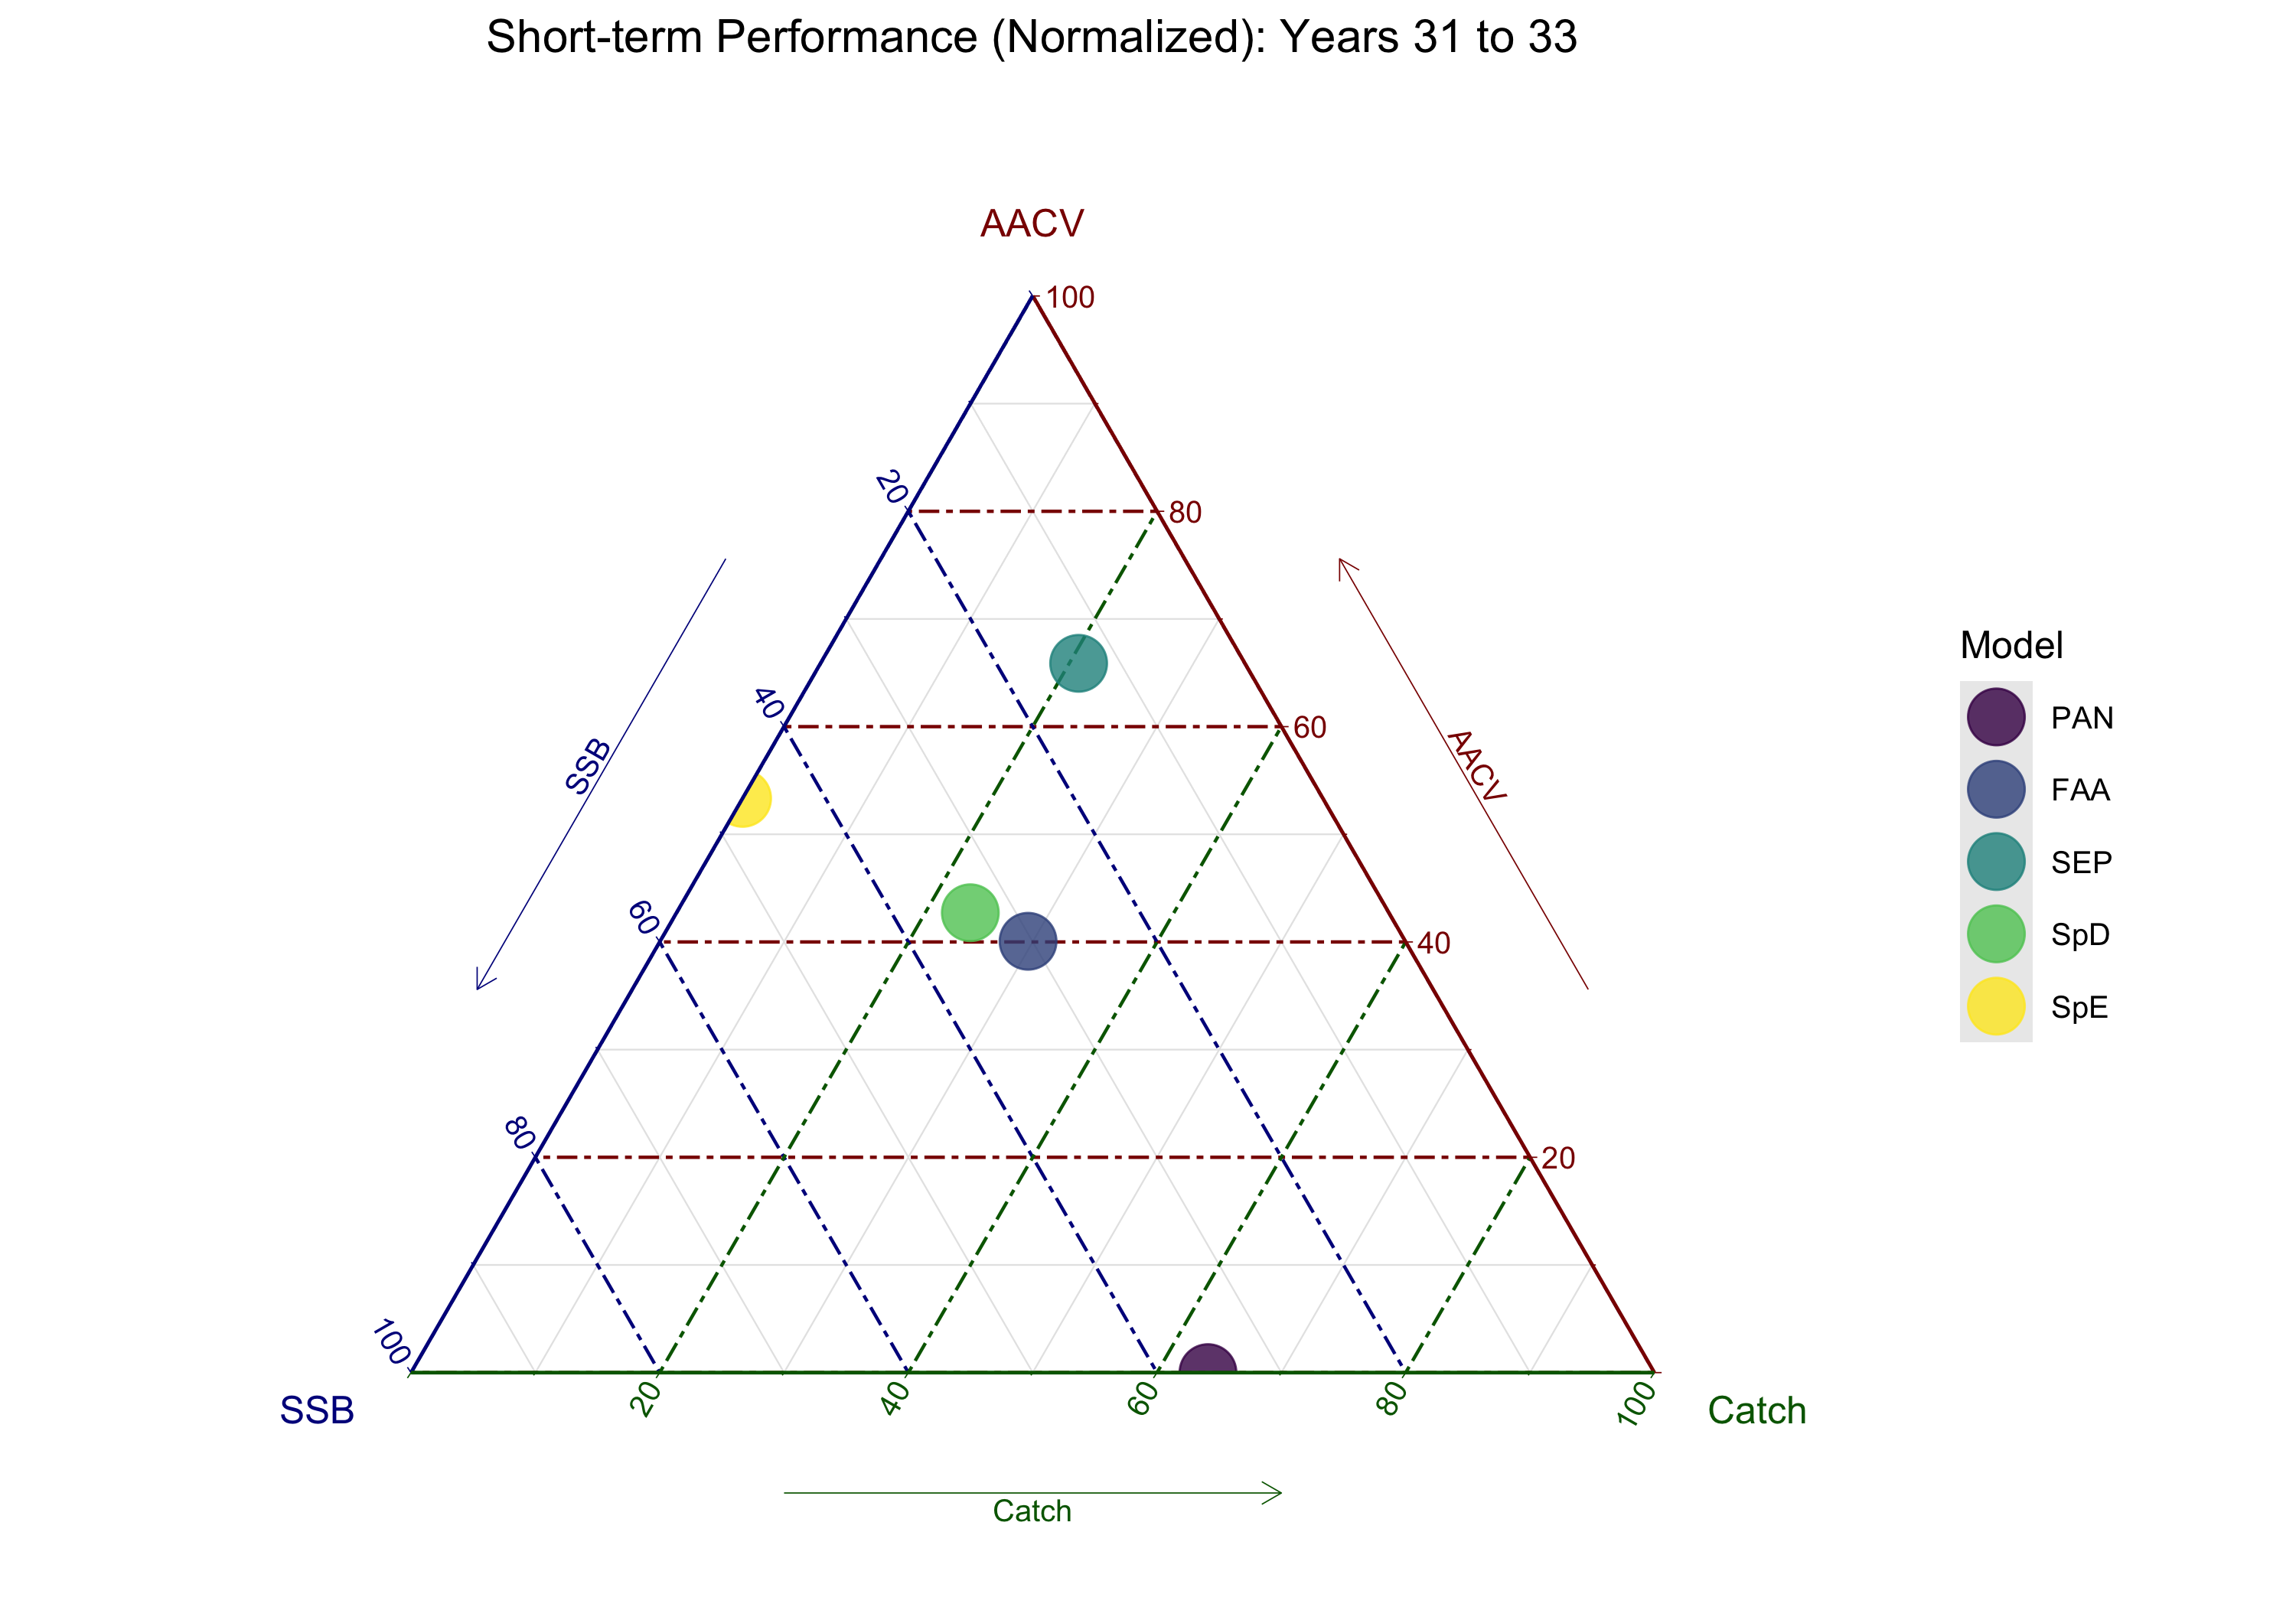 Short-term Performance (Normalized): Years 31 to 33
AACV
100
20
80
40
60
SSB
AACV
60
40
80
20
100
SSB
20
40
60
80
100
Catch
Catch
Model
PAN
FAA
SEP
SpD
SpE